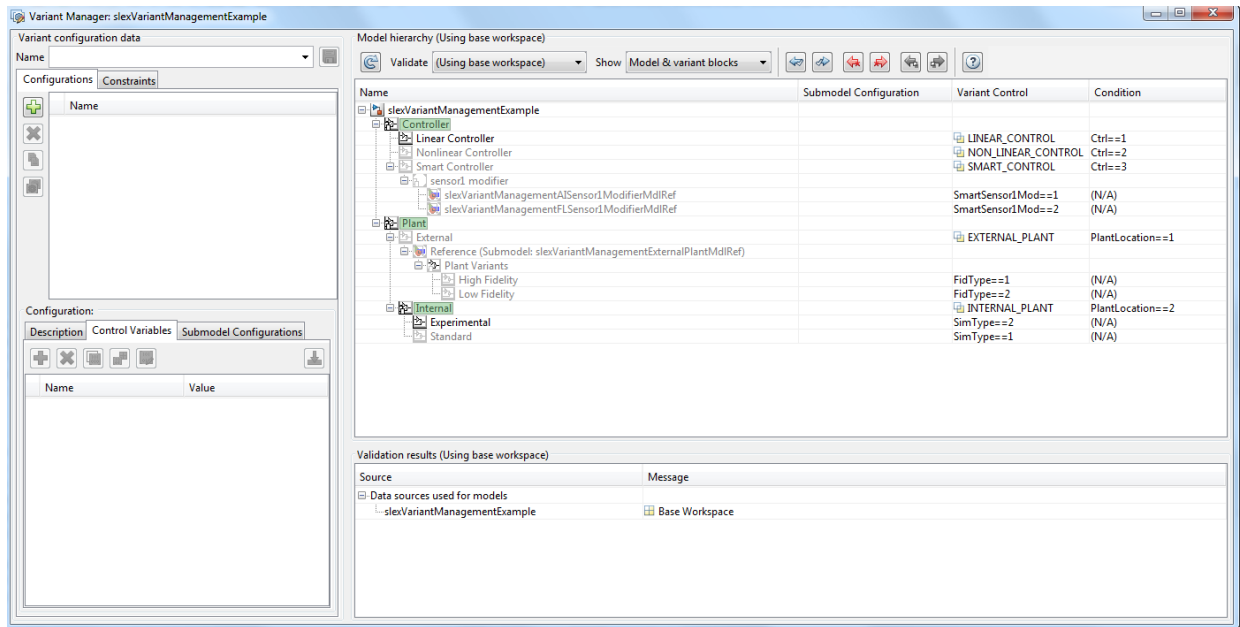 Variant Manager: slexVariantManagementExample
Variant configuration data
Name
Configurations Constraints
Name
Configuration:
Description Control Variables Submodel Configurations
Name Value
Model hierarchy (Using base workspace)
Validate (Using base workspace) Show Model & variant blocks
Name Submodel Configuration Variant Control Condition
slexVariantManagementExample
Controller
Linear Controller LINEAR_CONTROL Ctrl==1
Nonlinear Controller NON_LINEAR_CONTROL Ctrl==2
Smart Controller SMART_CONTROL Ctrl==3
sensor1 modifier
slexVariantManagementAISensor1ModifierMdlRef SmartSensor1Mod==1 (N/A)
slexVariantManagementFLSensor1ModifierMdlRef SmartSensor1Mod==2 (N/A)
Plant
External EXTERNAL_PLANT PlantLocation==1
Reference (Submodel: slexVariantManagementExternalPlantMdlRef)
Plant Variants
High Fidelity FidType==1 (N/A)
Low Fidelity FidType==2 (N/A)
Internal INTERNAL_PLANT PlantLocation==2
Experimental SimType==2 (N/A)
Standard SimType==1 (N/A)
Validation results (Using base workspace)
Source Message
Data sources used for models
slexVariantManagementExample Base Workspace